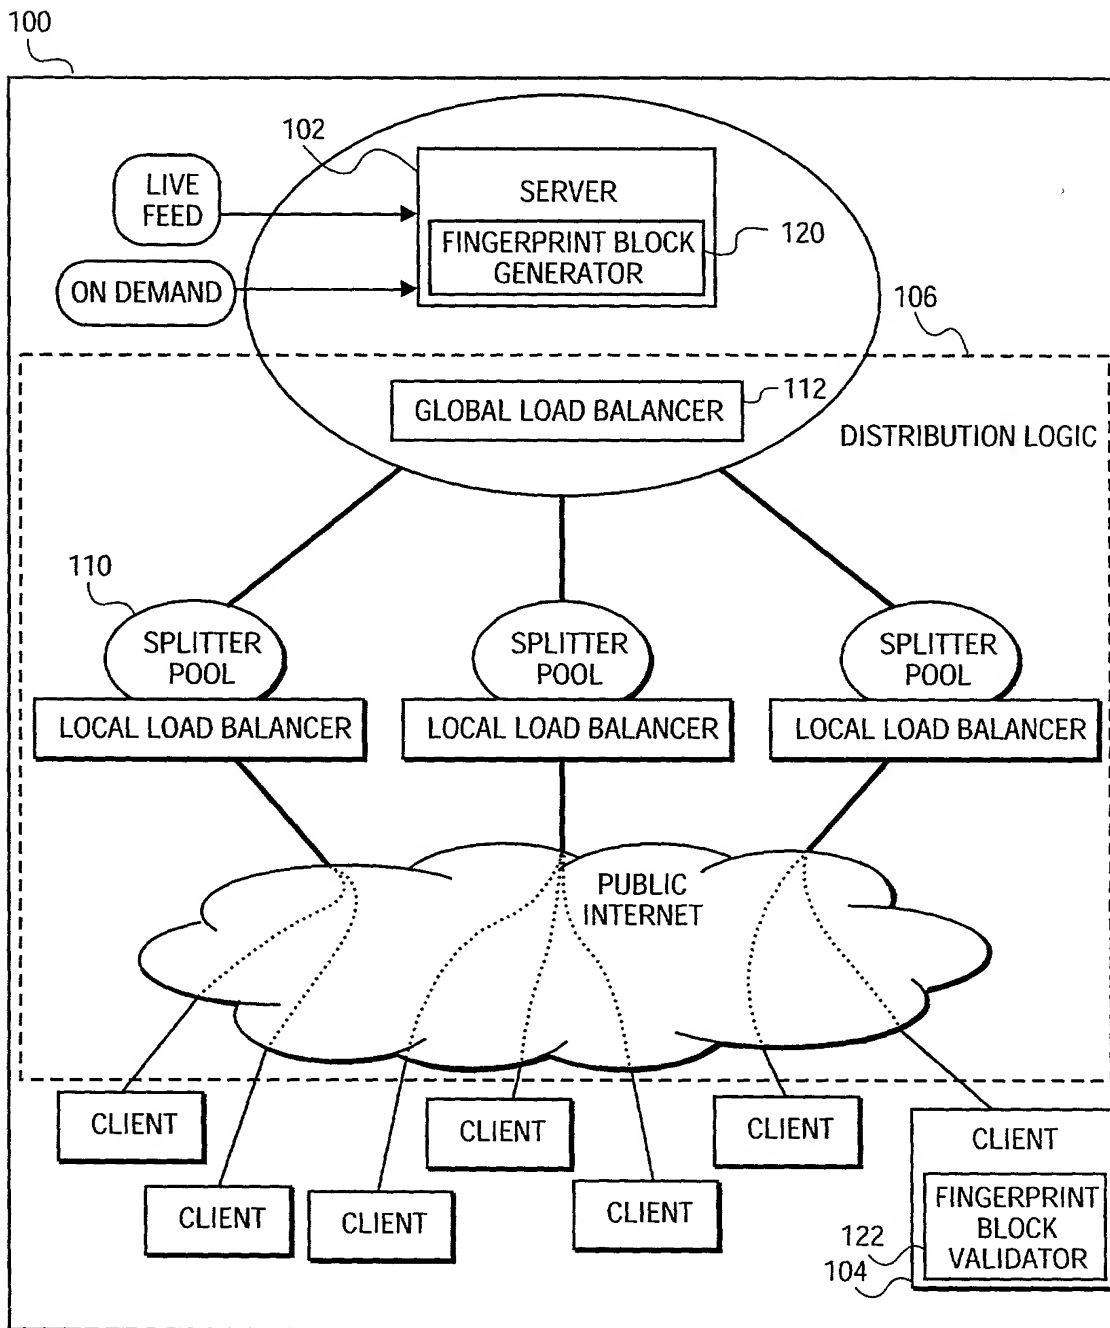 100
102
LIVE
FEED
SERVER
FINGERPRINT BLOCK
GENERATOR
120
ON DEMAND
106
GLOBAL LOAD BALANCER
112
DISTRIBUTION LOGIC
110
SPLITTER
POOL
SPLITTER
POOL
SPLITTER
POOL
LOCAL LOAD BALANCER
LOCAL LOAD BALANCER
LOCAL LOAD BALANCER
PUBLIC
INTERNET
CLIENT
CLIENT
CLIENT
CLIENT
CLIENT
CLIENT
CLIENT
FINGERPRINT
BLOCK
VALIDATOR
122
104